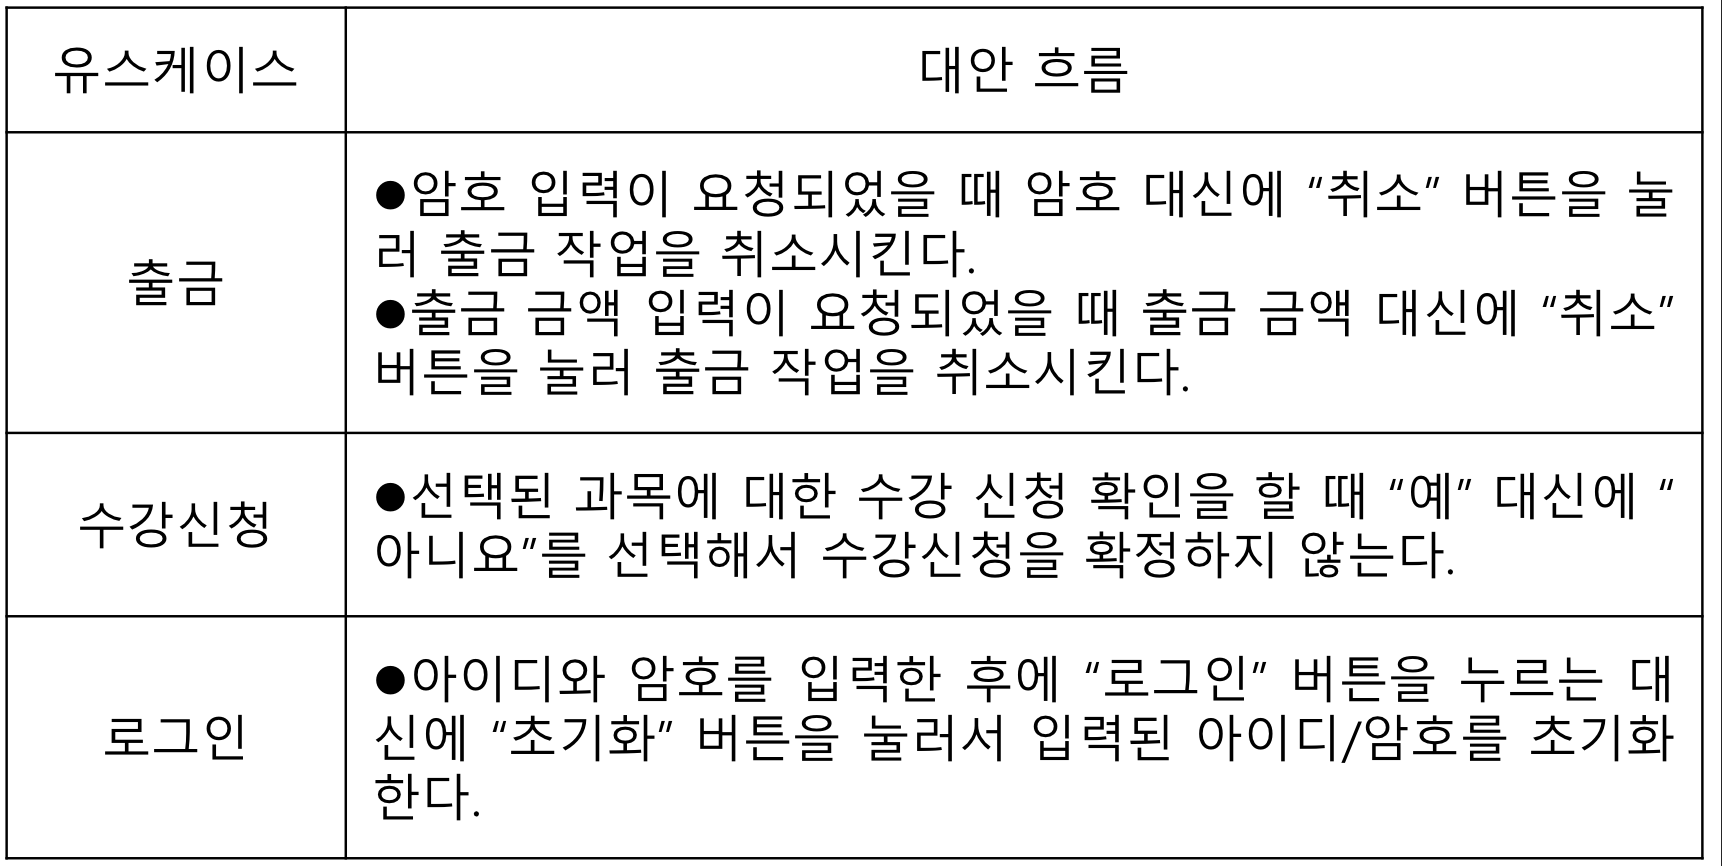 유스케이스
대안 흐름
출금
●암호 입력이 요청되었을 때 암호 대신에 “취소” 버튼을 눌
러 출금 작업을 취소시킨다.
●출금 금액 입력이 요청되었을 때 출금 금액 대신에 “취소”
버튼을 눌러 출금 작업을 취소시킨다.
수강신청
●선택된 과목에 대한 수강 신청 확인을 할 때 “예” 대신에 “
아니요”를 선택해서 수강신청을 확정하지 않는다.
로그인
●아이디와 암호를 입력한 후에 “로그인” 버튼을 누르는 대
신에 “초기화” 버튼을 눌러서 입력된 아이디/암호를 초기화
한다.